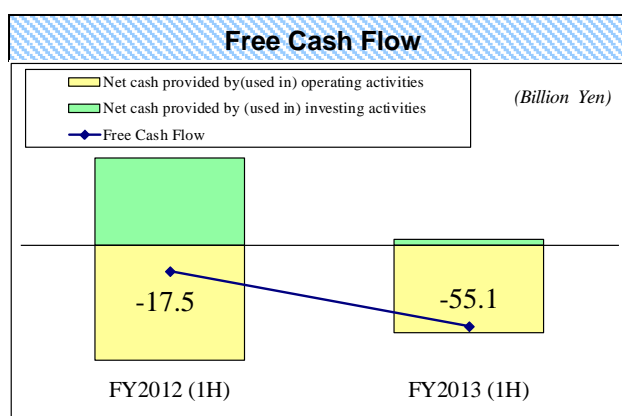 Free Cash Flow
Net cash provided by(used in) operating activities
Net cash provided by (used in) investing activities
Free Cash Flow
(Billion Yen)
-17.5
-55.1
FY2012 (1H)
FY2013 (1H)